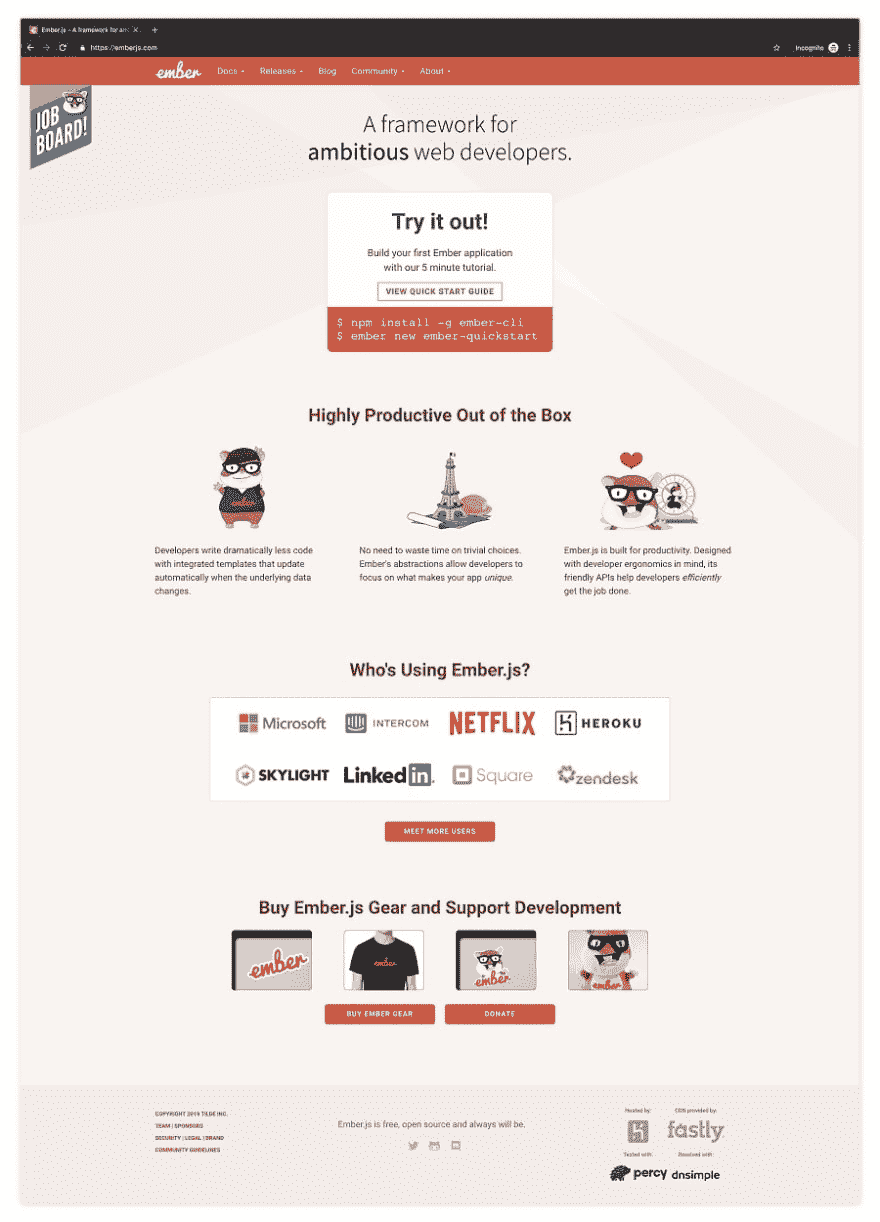 Ember.js - A framework for am
https://emberjs.com
Incognito
ember
Docs
Releases
Blog
Community
About
JOB
BOARD!
A framework for
ambitious web developers.
Try it out!
Build your first Ember application
with our 5 minute tutorial.
VIEW QUICK START GUIDE
$ npm install -g ember-cli
$ ember new ember-quickstart
Highly Productive Out of the Box
Developers write dramatically less code
with integrated templates that update
automatically when the underlying data
changes.
No need to waste time on trivial choices.
Ember's abstractions allow developers to
focus on what makes your app unique.
Ember.js is built for productivity. Designed
with developer ergonomics in mind, its
friendly APIs help developers efficiently
get the job done.
Who's Using Ember.js?
Microsoft
INTERCOM
NETFLIX
HEROKU
SKYLIGHT
Linked in.
Square
zendesk
MEET MORE USERS
Buy Ember.js Gear and Support Development
ember
ember
ember
ember
BUY EMBER GEAR
DONATE
COPYRIGHT 2019 TILDE INC.
TEAM | SPONSORS
SECURITY | LEGAL | BRAND
COMMUNITY GUIDELINES
Ember.js is free, open source and always will be.
Hosted by:
CDN provided by:
fastly
Tested with:
Resolved with:
percy
dnsimple